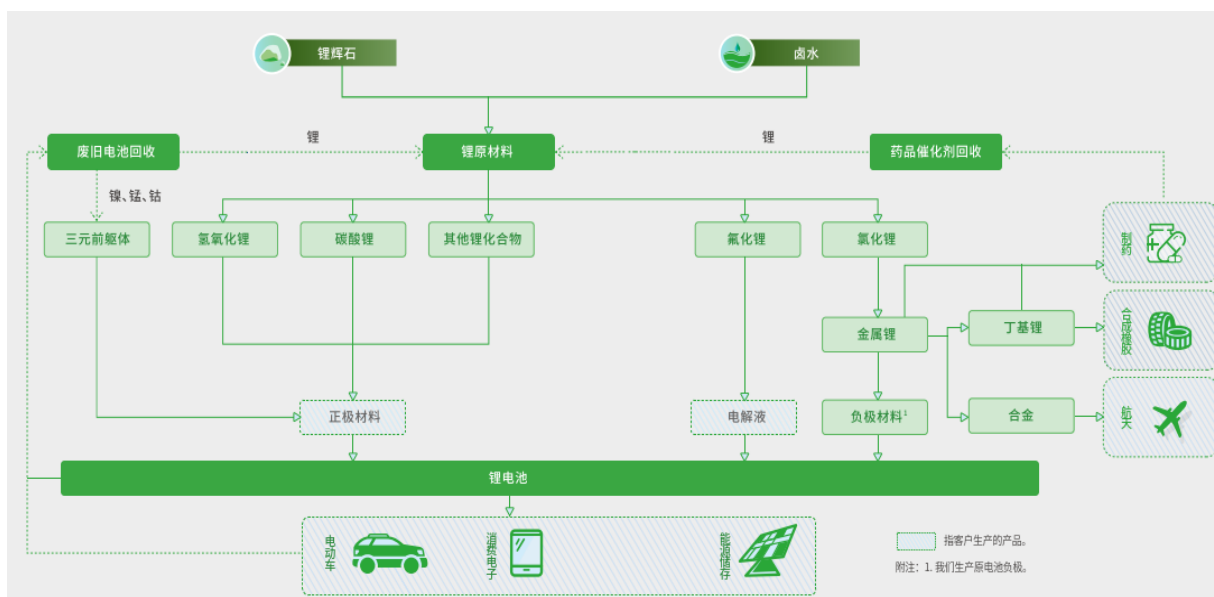 锂辉石
卤水
废旧电池回收
锂
锂原材料
锂
药品催化剂回收
镍、锰、钴
三元前躯体
氢氧化锂
碳酸锂
其他锂化合物
氟化锂
氯化锂
制药
金属锂
丁基锂
合成橡胶
正极材料
电解液
负极材料1
合金
航天
锂电池
电动车
消费电子
能源储存
指客户生产的产品。
附注：1. 我们生产原电池负极。